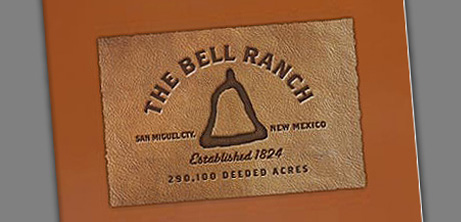 THE BELL RANCH
SAN MIGUEL CTY. NEW MEXICO
Established 1824
290,100 DEEDED ACRES